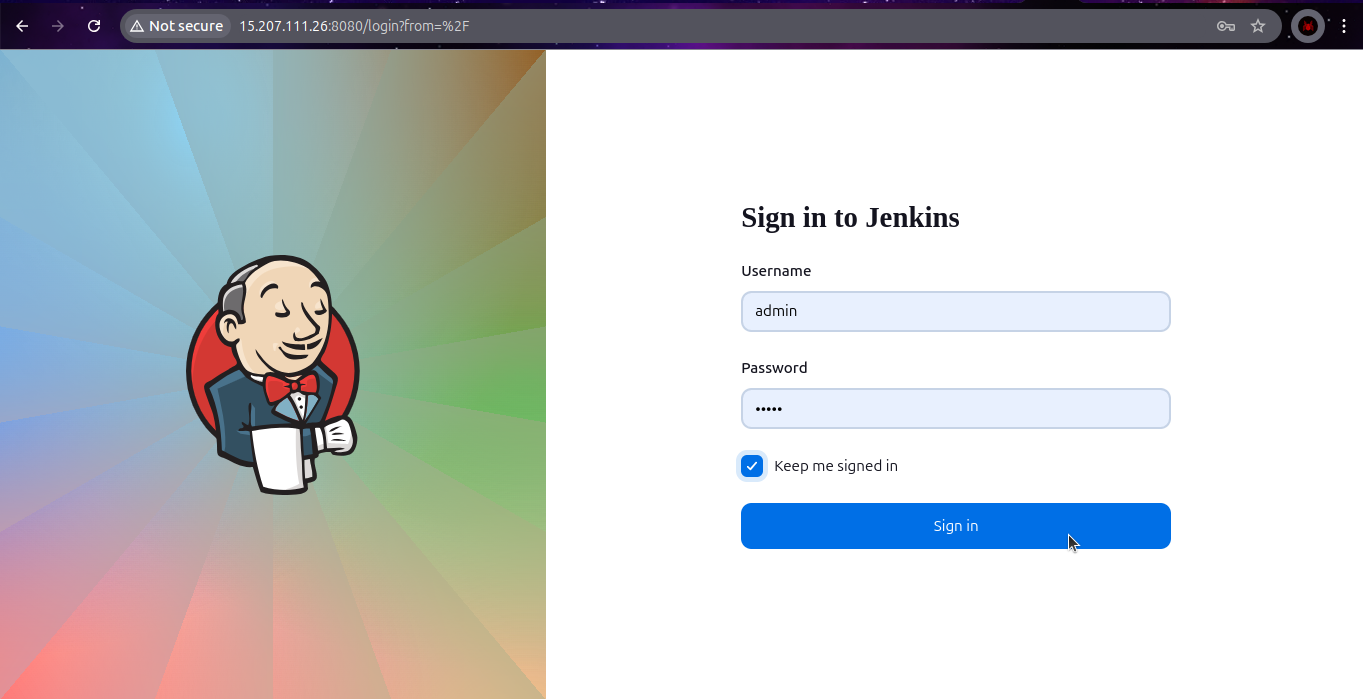 Not secure 15.207.111.26:8080/login?from=%2F
Sign in to Jenkins
Username
admin
Password
•••••
Keep me signed in
Sign in